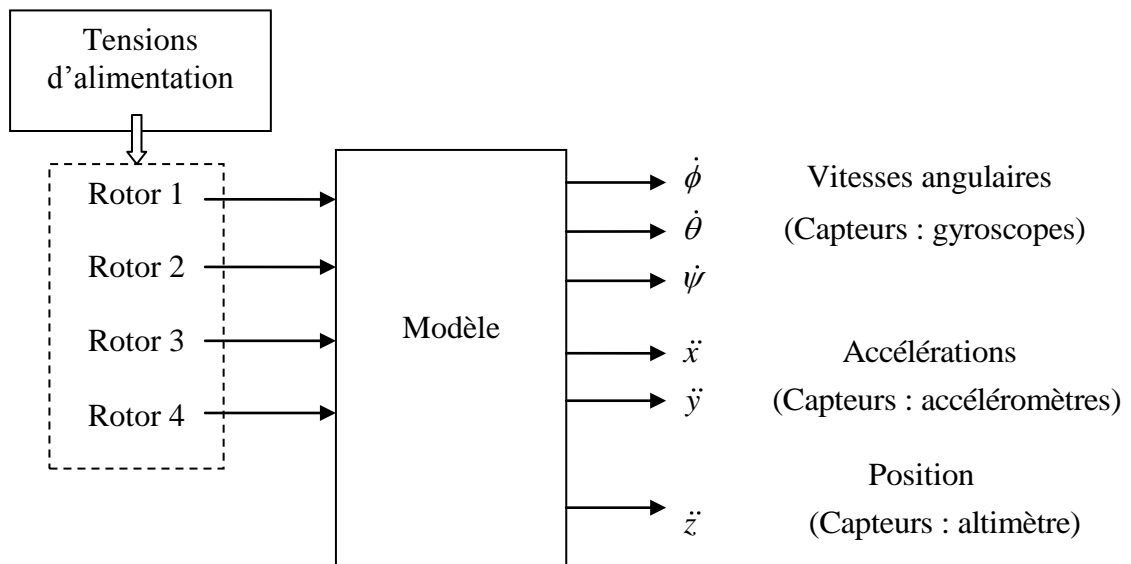 Tensions
d'alimentation
Rotor 1
Rotor 2
Rotor 3
Rotor 4
Modèle
ϕ̇ Vitesses angulaires
θ̇ (Capteurs : gyroscopes)
ψ̇
ẍ Accélérations
ÿ (Capteurs : accéléromètres)
Position
z̈ (Capteurs : altimètre)